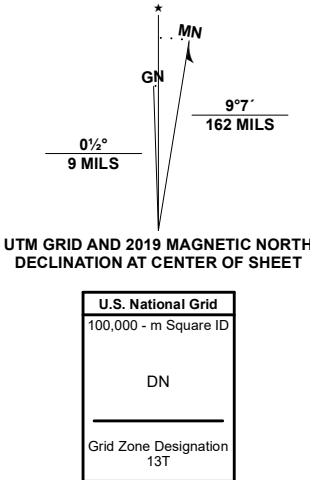 MN
GN
9°7´
162 MILS
0½°
9 MILS
UTM GRID AND 2019 MAGNETIC NORTH
DECLINATION AT CENTER OF SHEET
U.S. National Grid
100,000 - m Square ID
DN
Grid Zone Designation
13T